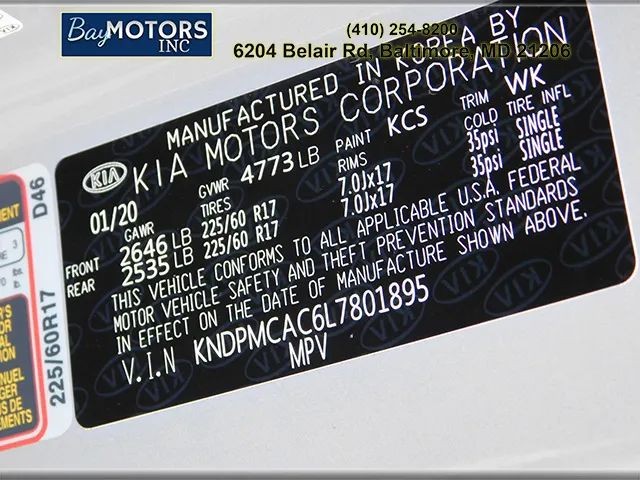 Bay MOTORS INC
(410) 254-8200
6204 Belair Rd, Baltimore, MD 21206
MANUFACTURED IN KOREA BY
KIA KIA MOTORS CORPORATION
01/20 GVWR 4773 LB PAINT KCS TRIM WK
GAWR TIRES RIMS COLD TIRE INFL
FRONT 2646 LB 225/60 R17 7.0Jx17 35psi SINGLE
REAR 2535 LB 225/60 R17 7.0Jx17 35psi SINGLE
THIS VEHICLE CONFORMS TO ALL APPLICABLE U.S.A. FEDERAL
MOTOR VEHICLE SAFETY AND THEFT PREVENTION STANDARDS
IN EFFECT ON THE DATE OF MANUFACTURE SHOWN ABOVE.
V.I.N KNDPMCAC6L7801895
MPV
D46
225/60R17